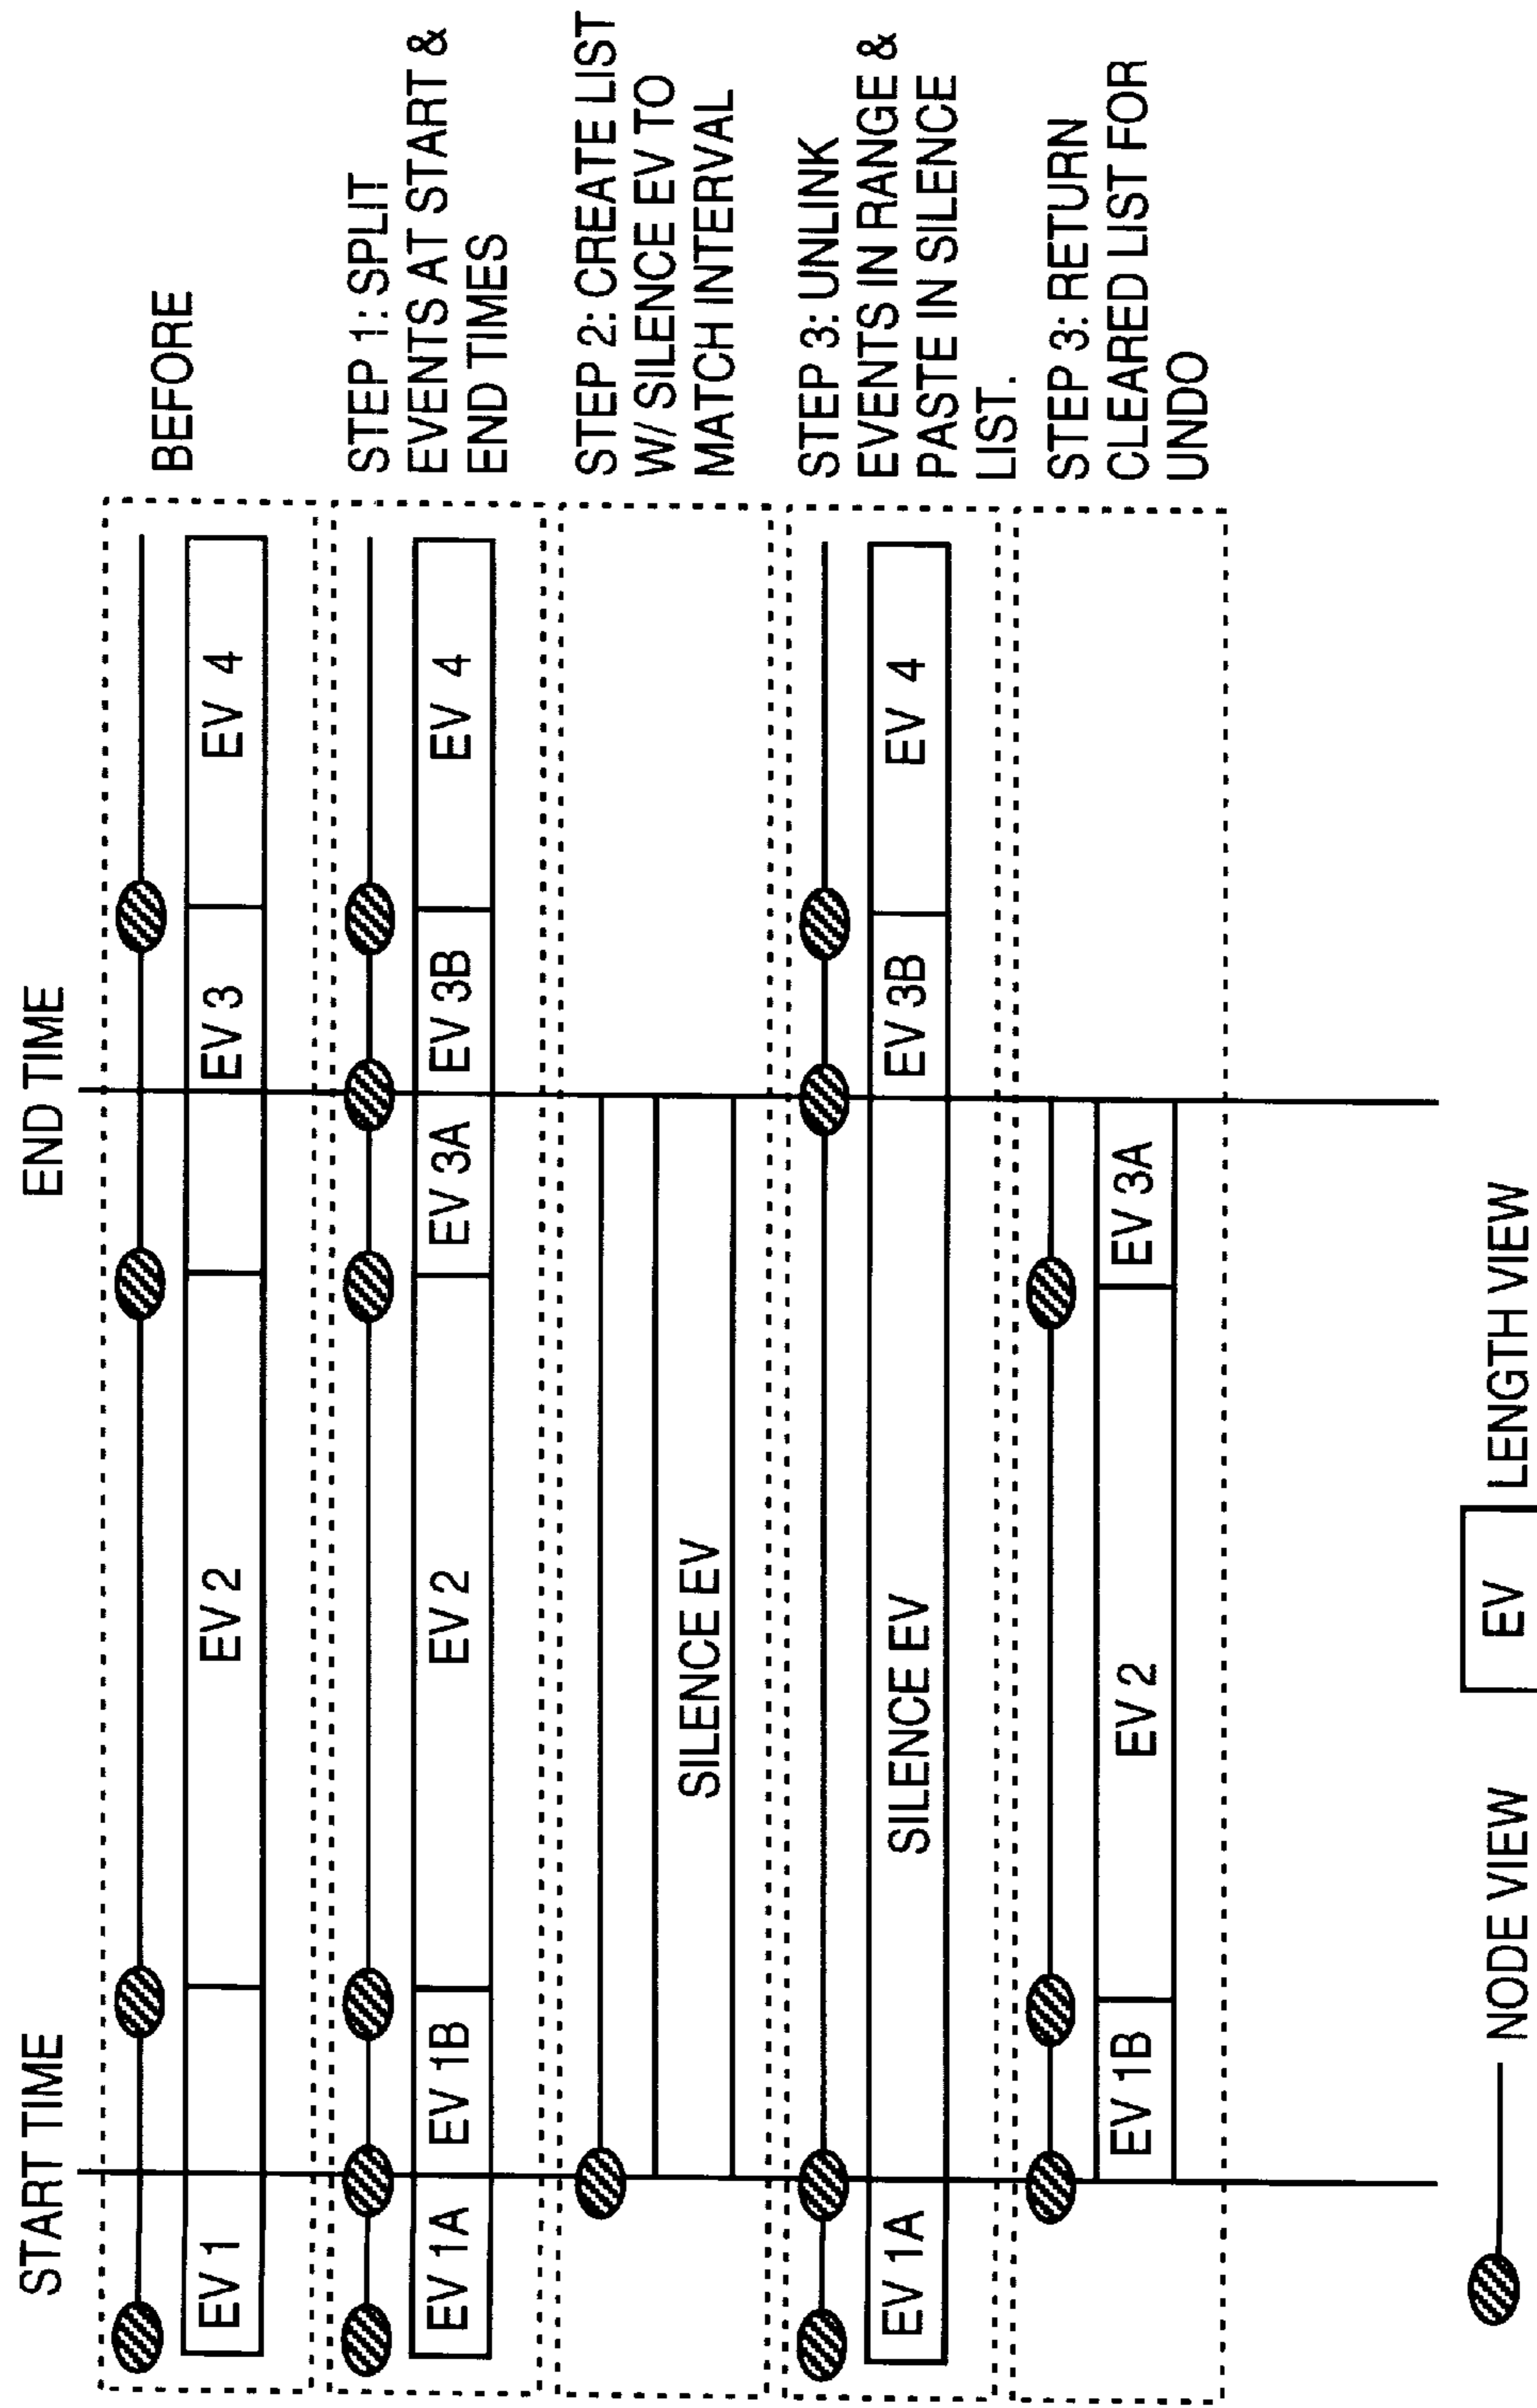 START TIME
END TIME
EV 1
EV 2
EV 3
EV 4
BEFORE
EV 1A
EV 1B
EV 2
EV 3A
EV 3B
EV 4
STEP 1: SPLIT
EVENTS AT START &
END TIMES
SILENCE EV
STEP 2: CREATE LIST
W/ SILENCE EV TO
MATCH INTERVAL
EV 1A
SILENCE EV
EV 3B
EV 4
STEP 3: UNLINK
EVENTS IN RANGE &
PASTE IN SILENCE
LIST.
EV 1B
EV 2
EV 3A
STEP 3: RETURN
CLEARED LIST FOR
UNDO
NODE VIEW
EV
LENGTH VIEW